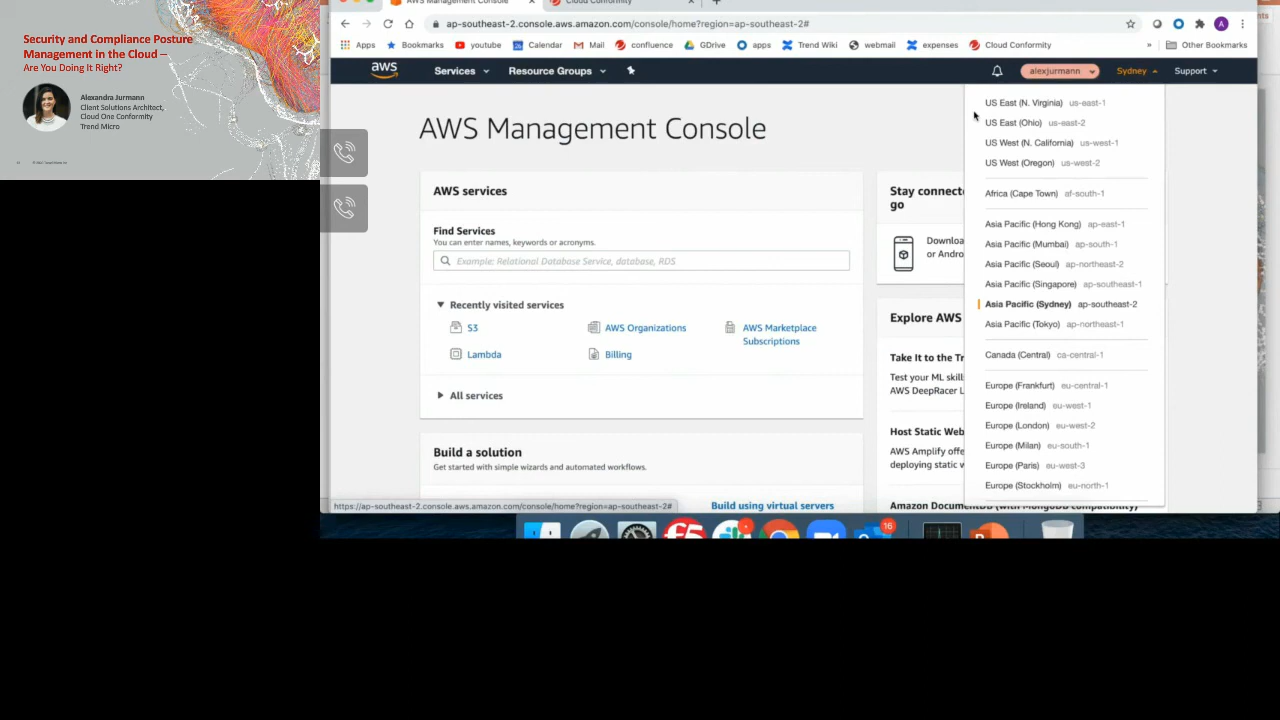 Security and Compliance Posture
Management in the Cloud –
Are You Doing It Right?
Alexandra Jurmann
Client Solutions Architect,
Cloud One Conformity
Trend Micro
AWS Management Console
Cloud Conformity
ap-southeast-2.console.aws.amazon.com/console/home?region=ap-southeast-2#
A
Apps
Bookmarks
youtube
Calendar
Mail
confluence
GDrive
apps
Trend Wiki
webmail
expenses
Cloud Conformity
»
Other Bookmarks
aws
Services
Resource Groups
alexjurmann
Sydney
Support
AWS Management Console
AWS services
Find Services
You can enter names, keywords or acronyms.
Example: Relational Database Service, database, RDS
Recently visited services
S3
AWS Organizations
AWS Marketplace
Subscriptions
Lambda
Billing
All services
Build a solution
Get started with simple wizards and automated workflows.
Build using virtual servers
Stay connect
go
Downloa
or Andro
Explore AWS
Take It to the Tr
Test your ML skill
AWS DeepRacer L
Host Static Web
AWS Amplify offe
deploying static w
Amazon DocumentDB (with MongoDB compatibility)
US East (N. Virginia) us-east-1
US East (Ohio) us-east-2
US West (N. California) us-west-1
US West (Oregon) us-west-2
Africa (Cape Town) af-south-1
Asia Pacific (Hong Kong) ap-east-1
Asia Pacific (Mumbai) ap-south-1
Asia Pacific (Seoul) ap-northeast-2
Asia Pacific (Singapore) ap-southeast-1
Asia Pacific (Sydney) ap-southeast-2
Asia Pacific (Tokyo) ap-northeast-1
Canada (Central) ca-central-1
Europe (Frankfurt) eu-central-1
Europe (Ireland) eu-west-1
Europe (London) eu-west-2
Europe (Milan) eu-south-1
Europe (Paris) eu-west-3
Europe (Stockholm) eu-north-1
https://ap-southeast-2.console.aws.amazon.com/console/home?region=ap-southeast-2#
16